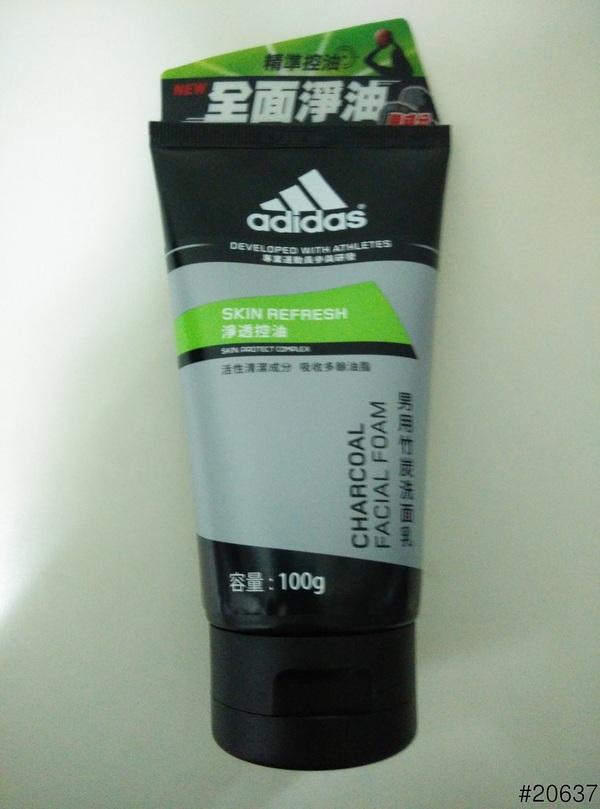 精準控油
NEW
全面淨油
adidas®
DEVELOPED WITH ATHLETES
專業運動員參與研發
SKIN REFRESH
淨透控油
SKIN PROTECT COMPLEX
活性清潔成分 吸收多餘油脂
CHARCOAL
FACIAL FOAM
男用竹炭洗面乳
容量:100g
#20637